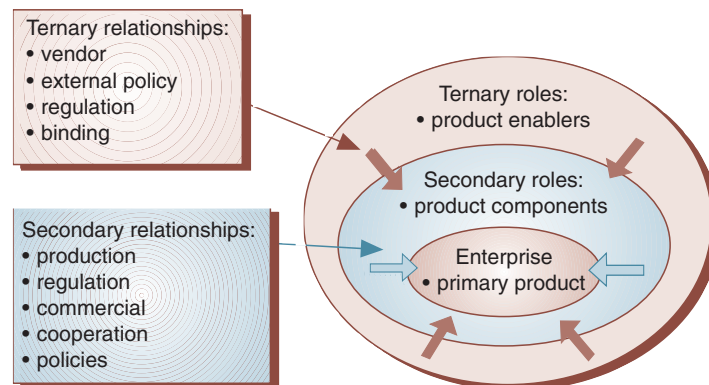 Ternary relationships:
• vendor
• external policy
• regulation
• binding
Secondary relationships:
• production
• regulation
• commercial
• cooperation
• policies
Ternary roles:
• product enablers
Secondary roles:
• product components
Enterprise
• primary product